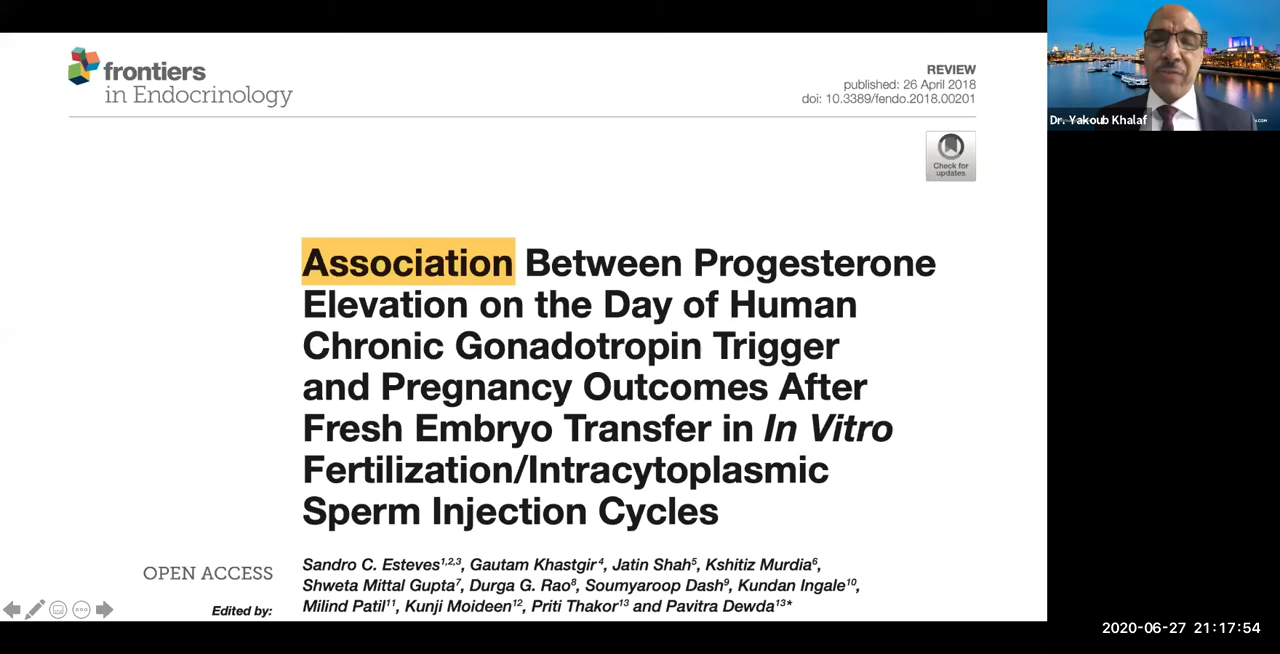 frontiers
in Endocrinology
REVIEW
published: 26 April 2018
doi: 10.3389/fendo.2018.00201
Check for
updates
Association Between Progesterone
Elevation on the Day of Human
Chronic Gonadotropin Trigger
and Pregnancy Outcomes After
Fresh Embryo Transfer in In Vitro
Fertilization/Intracytoplasmic
Sperm Injection Cycles
OPEN ACCESS
Edited by:
Sandro C. Esteves1,2,3, Gautam Khastgir4, Jatin Shah5, Kshitiz Murdia6,
Shweta Mittal Gupta7, Durga G. Rao8, Soumyaroop Dash9, Kundan Ingale10,
Milind Patil11, Kunji Moideen12, Priti Thakor13 and Pavitra Dewda13*
Dr. Yakoub Khalaf
2020-06-27 21:17:54